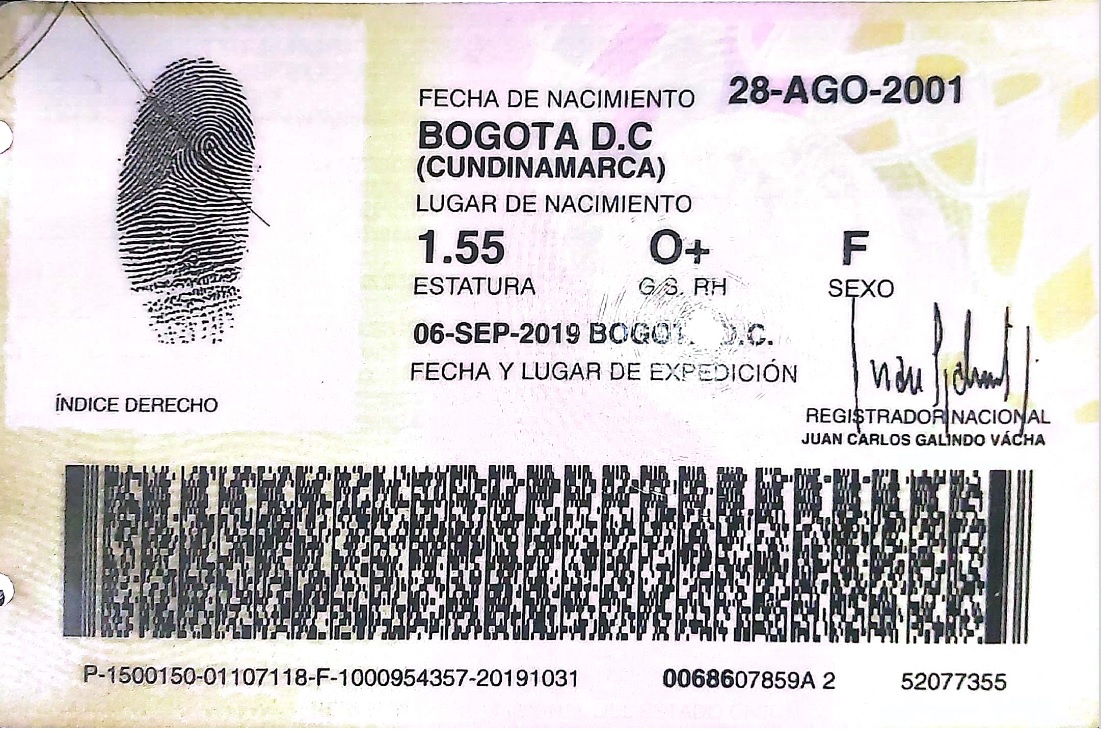 FECHA DE NACIMIENTO 28-AGO-2001
BOGOTA D.C
(CUNDINAMARCA)
LUGAR DE NACIMIENTO
1.55 O+ F
ESTATURA G.S. RH SEXO
06-SEP-2019 D.C.
FECHA Y LUGAR DE EXPEDICIÓN
ÍNDICE DERECHO
REGISTRADOR NACIONAL
JUAN CARLOS GALINDO VÁCHA
P-1500150-01107118-F-1000954357-20191031 0068607859A 2 52077355